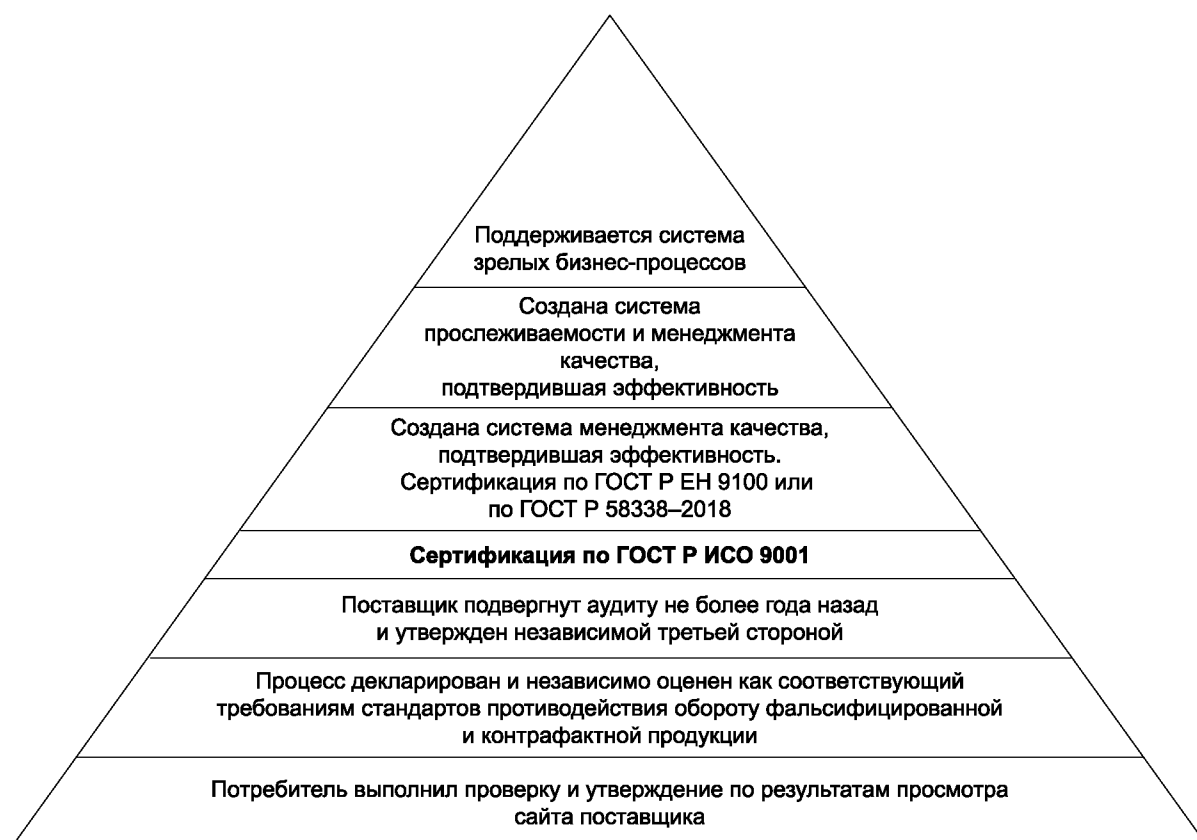 Поддерживается система
зрелых бизнес-процессов
Создана система
прослеживаемости и менеджмента
качества,
подтвердившая эффективность
Создана система менеджмента качества,
подтвердившая эффективность.
Сертификация по ГОСТ Р ЕН 9100 или
по ГОСТ Р 58338–2018
Сертификация по ГОСТ Р ИСО 9001
Поставщик подвергнут аудиту не более года назад
и утвержден независимой третьей стороной
Процесс декларирован и независимо оценен как соответствующий
требованиям стандартов противодействия обороту фальсифицированной
и контрафактной продукции
Потребитель выполнил проверку и утверждение по результатам просмотра
сайта поставщика